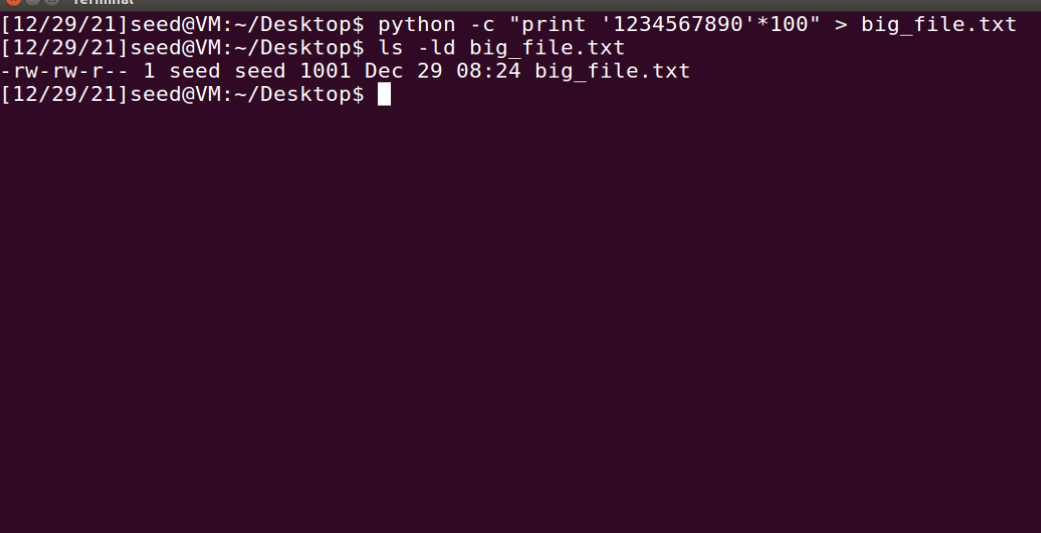 Terminal
[12/29/21]seed@VM:~/Desktop$ python -c "print '1234567890'*100" > big_file.txt
[12/29/21]seed@VM:~/Desktop$ ls -ld big_file.txt
-rw-rw-r-- 1 seed seed 1001 Dec 29 08:24 big_file.txt
[12/29/21]seed@VM:~/Desktop$